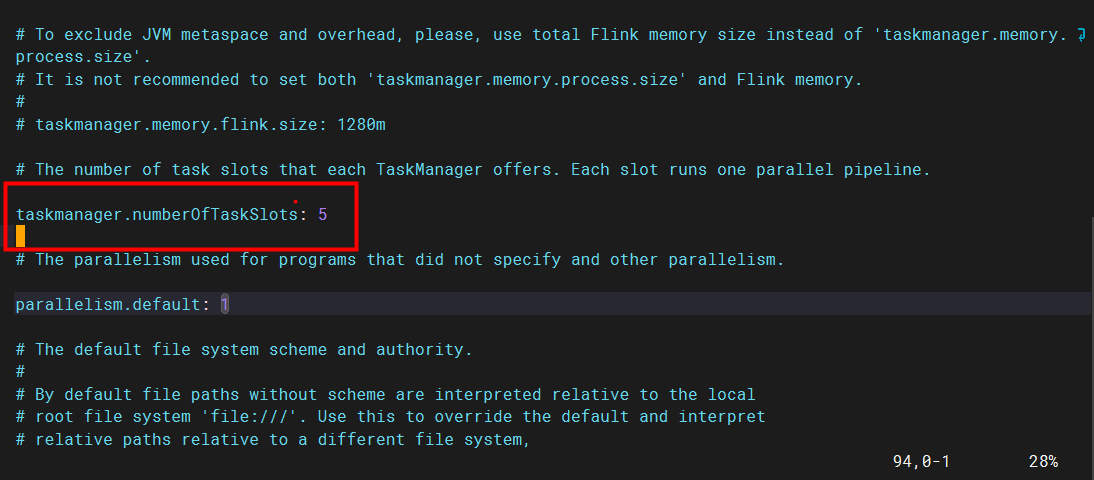 # To exclude JVM metaspace and overhead, please, use total Flink memory size instead of 'taskmanager.memory.
process.size'.
# It is not recommended to set both 'taskmanager.memory.process.size' and Flink memory.
#
# taskmanager.memory.flink.size: 1280m
# The number of task slots that each TaskManager offers. Each slot runs one parallel pipeline.
taskmanager.numberOfTaskSlots: 5
# The parallelism used for programs that did not specify and other parallelism.
parallelism.default: 1
# The default file system scheme and authority.
#
# By default file paths without scheme are interpreted relative to the local
# root file system 'file:///'. Use this to override the default and interpret
# relative paths relative to a different file system,
94,0-1 28%